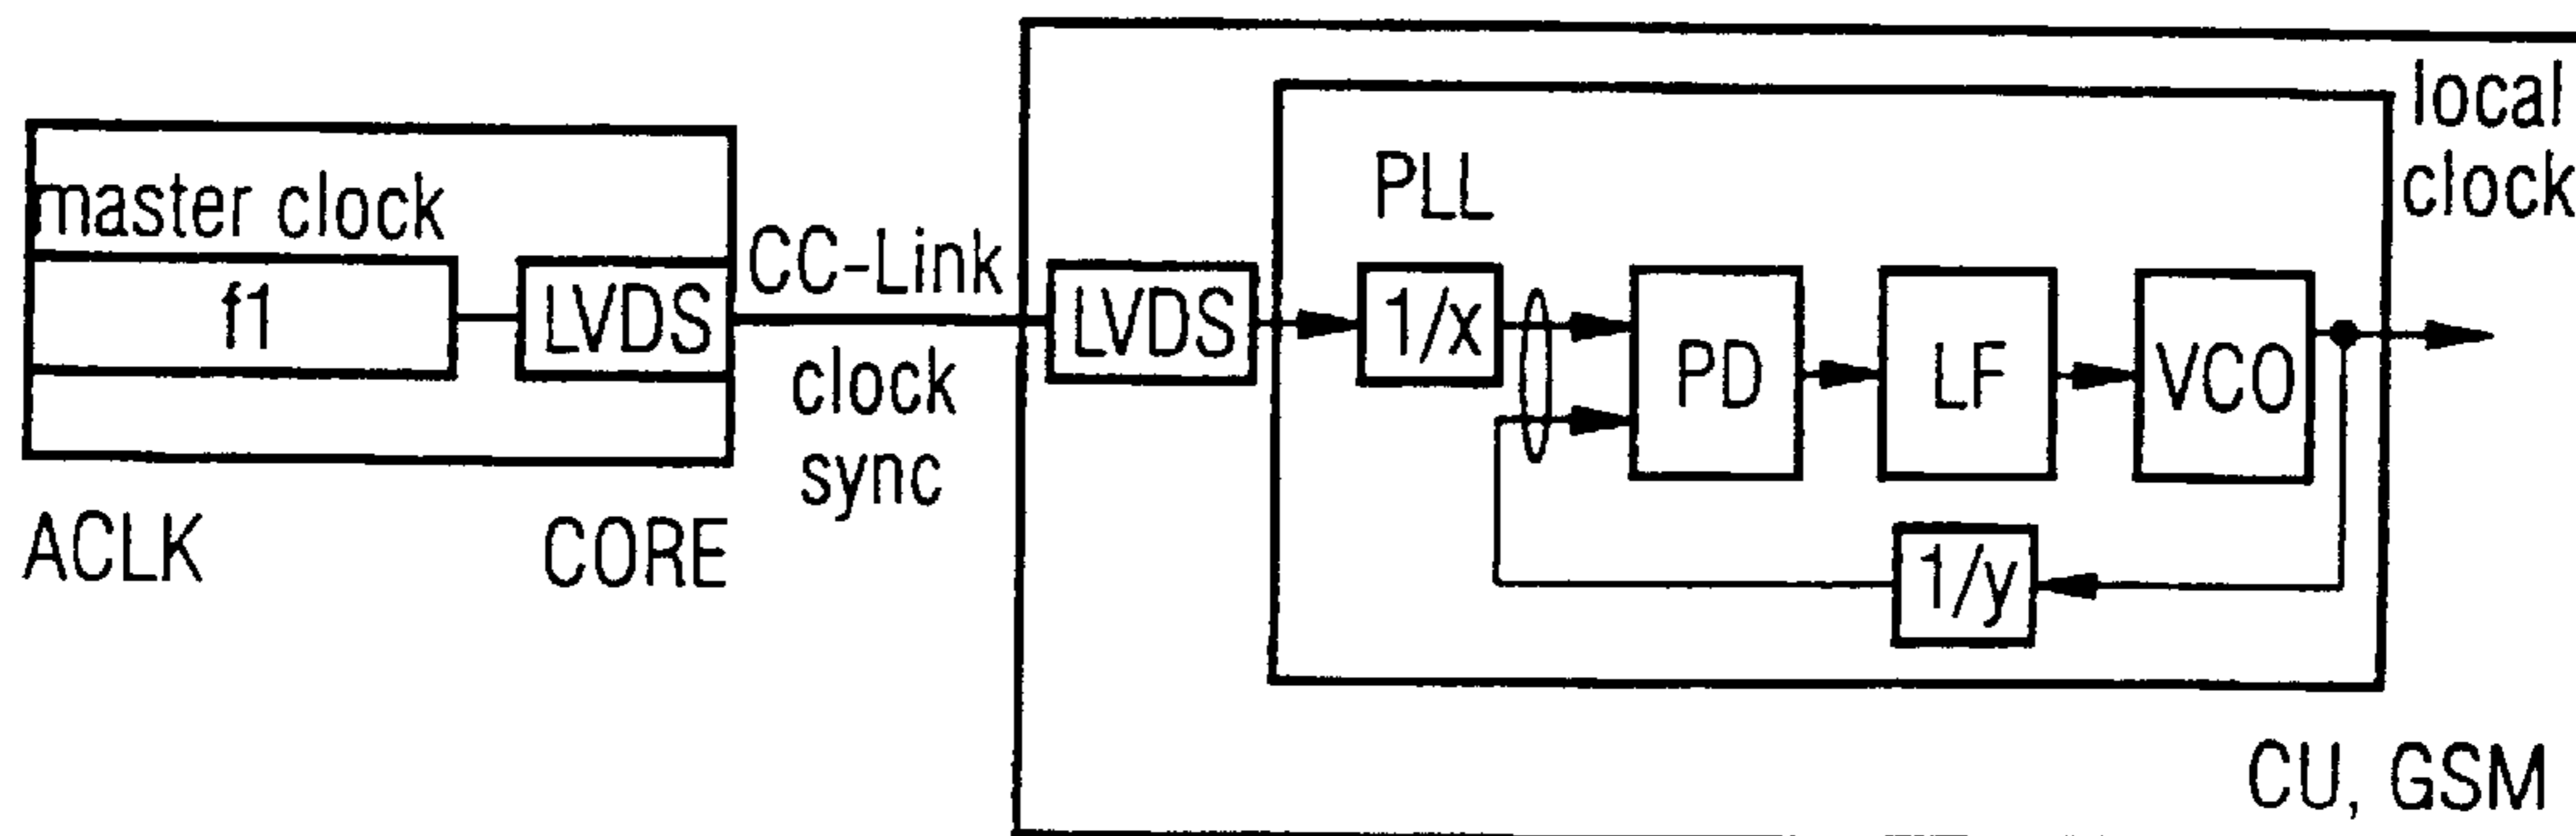 master clock
f1
LVDS
ACLK
CORE
CC-Link
clock
sync
LVDS
PLL
1/x
PD
LF
VCO
1/y
local
clock
CU, GSM